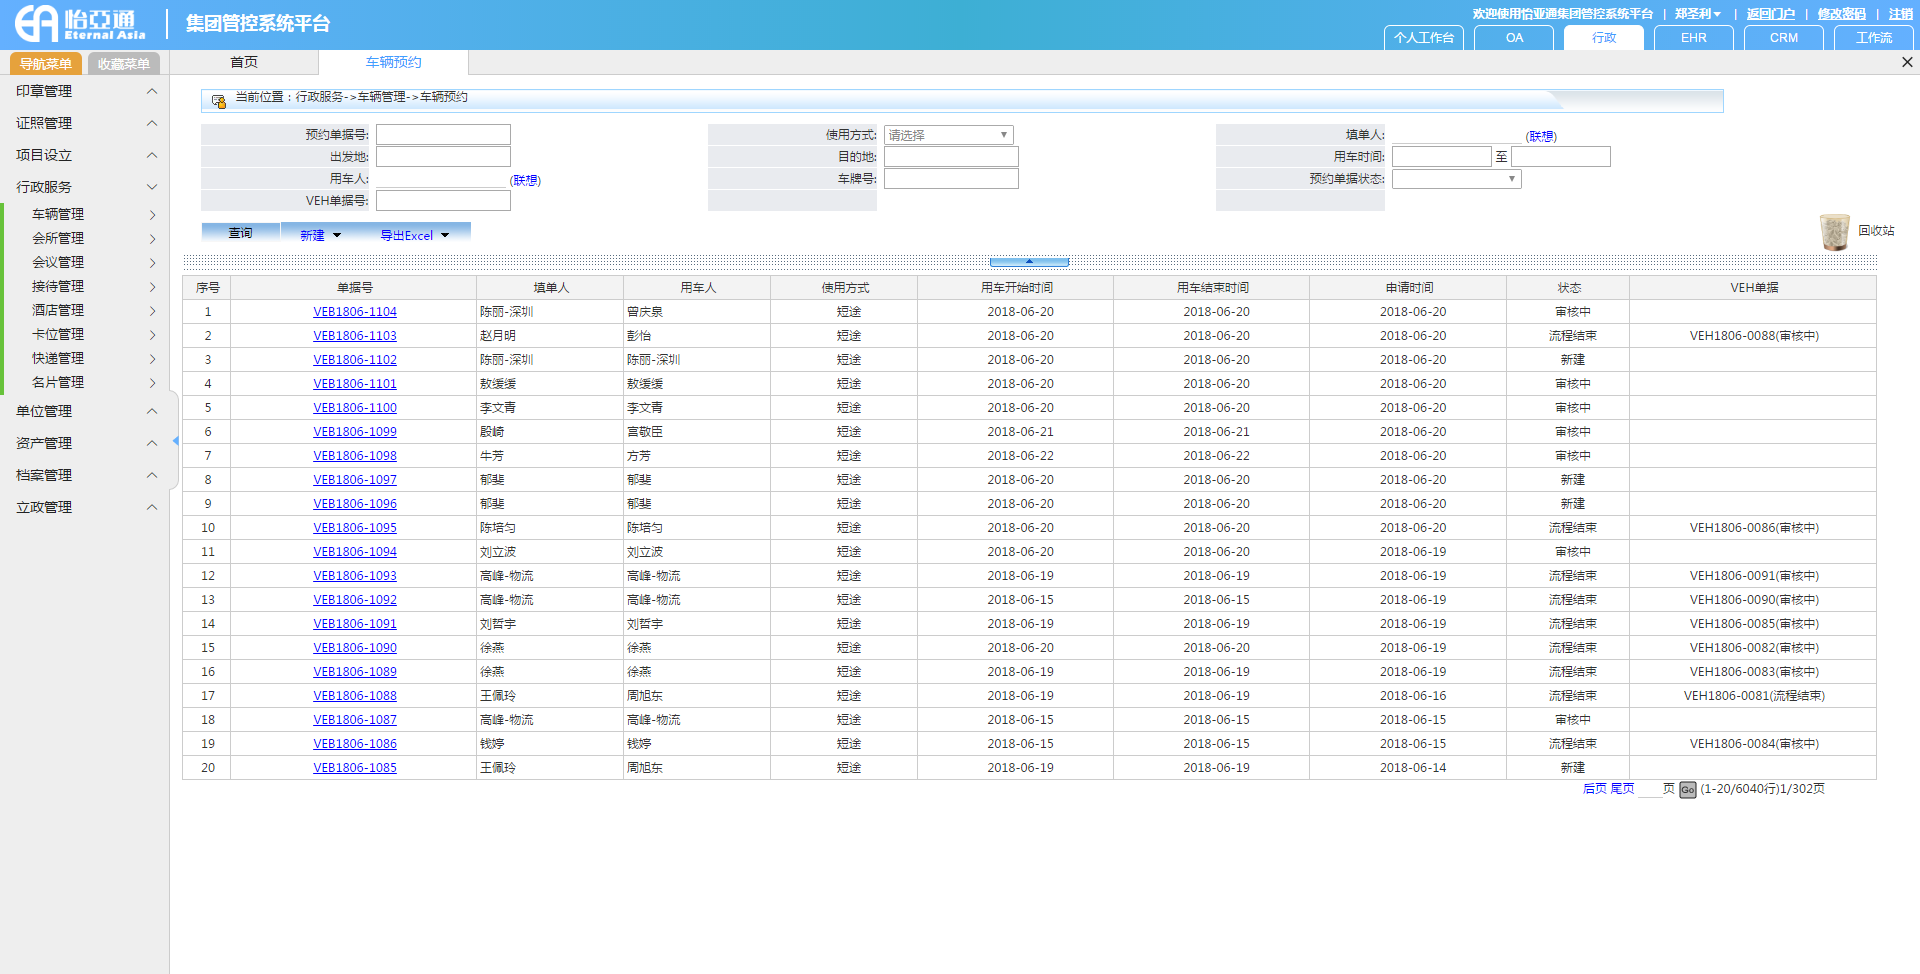 怡亞通 Eternal Asia 集团管控系统平台
欢迎使用怡亚通集团管控系统平台 | 郑圣利 | 返回门户 | 修改密码 | 注销
个人工作台 OA 行政 EHR CRM 工作流
导航菜单 收藏菜单 首页 车辆预约
印章管理
证照管理
项目设立
行政服务
车辆管理
会所管理
会议管理
接待管理
酒店管理
卡位管理
快递管理
名片管理
单位管理
资产管理
档案管理
立政管理
当前位置：行政服务->车辆管理->车辆预约
预约单据号: 使用方式: 请选择 填单人: (联想)
出发地: 目的地: 用车时间: 至
用车人: (联想) 车牌号: 预约单据状态:
VEH单据号:
查询 新建 导出Excel 回收站
序号 单据号 填单人 用车人 使用方式 用车开始时间 用车结束时间 申请时间 状态 VEH单据
1 VEB1806-1104 陈丽-深圳 曾庆泉 短途 2018-06-20 2018-06-20 2018-06-20 审核中
2 VEB1806-1103 赵月明 彭怡 短途 2018-06-20 2018-06-20 2018-06-20 流程结束 VEH1806-0088(审核中)
3 VEB1806-1102 陈丽-深圳 陈丽-深圳 短途 2018-06-20 2018-06-20 2018-06-20 新建
4 VEB1806-1101 敖缓缓 敖缓缓 短途 2018-06-20 2018-06-20 2018-06-20 审核中
5 VEB1806-1100 李文青 李文青 短途 2018-06-20 2018-06-20 2018-06-20 审核中
6 VEB1806-1099 殷崎 宫敬臣 短途 2018-06-21 2018-06-21 2018-06-20 审核中
7 VEB1806-1098 牛芳 方芳 短途 2018-06-22 2018-06-22 2018-06-20 审核中
8 VEB1806-1097 郁斐 郁斐 短途 2018-06-20 2018-06-20 2018-06-20 新建
9 VEB1806-1096 郁斐 郁斐 短途 2018-06-20 2018-06-20 2018-06-20 新建
10 VEB1806-1095 陈培匀 陈培匀 短途 2018-06-20 2018-06-20 2018-06-20 流程结束 VEH1806-0086(审核中)
11 VEB1806-1094 刘立波 刘立波 短途 2018-06-20 2018-06-20 2018-06-19 审核中
12 VEB1806-1093 高峰-物流 高峰-物流 短途 2018-06-19 2018-06-19 2018-06-19 流程结束 VEH1806-0091(审核中)
13 VEB1806-1092 高峰-物流 高峰-物流 短途 2018-06-15 2018-06-15 2018-06-19 流程结束 VEH1806-0090(审核中)
14 VEB1806-1091 刘哲宇 刘哲宇 短途 2018-06-19 2018-06-19 2018-06-19 流程结束 VEH1806-0085(审核中)
15 VEB1806-1090 徐燕 徐燕 短途 2018-06-20 2018-06-20 2018-06-19 流程结束 VEH1806-0082(审核中)
16 VEB1806-1089 徐燕 徐燕 短途 2018-06-19 2018-06-19 2018-06-19 流程结束 VEH1806-0083(审核中)
17 VEB1806-1088 王佩玲 周旭东 短途 2018-06-19 2018-06-19 2018-06-16 流程结束 VEH1806-0081(流程结束)
18 VEB1806-1087 高峰-物流 高峰-物流 短途 2018-06-15 2018-06-15 2018-06-15 审核中
19 VEB1806-1086 钱婷 钱婷 短途 2018-06-15 2018-06-15 2018-06-15 流程结束 VEH1806-0084(审核中)
20 VEB1806-1085 王佩玲 周旭东 短途 2018-06-19 2018-06-19 2018-06-14 新建
后页 尾页 页 Go (1-20/6040行)1/302页